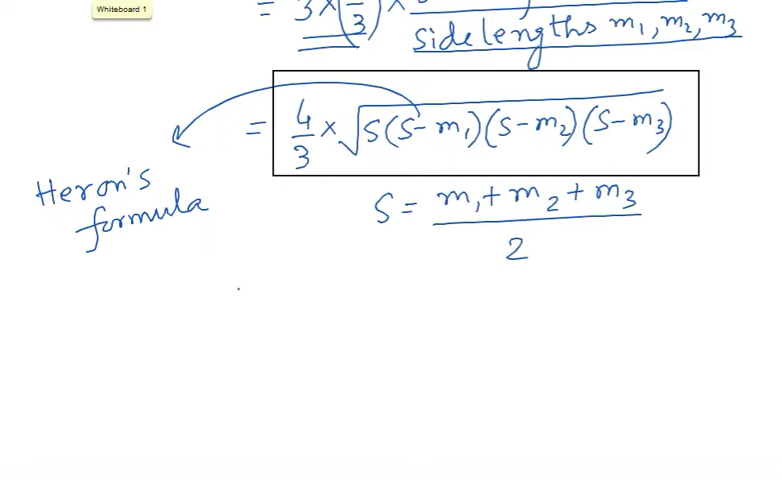 Whiteboard 1
= 3 × ( /3) ×
side lengths m₁, m₂, m₃
= 4/3 × √S(S-m₁)(S-m₂)(S-m₃)
Heron's
formula
S = m₁ + m₂ + m₃
2